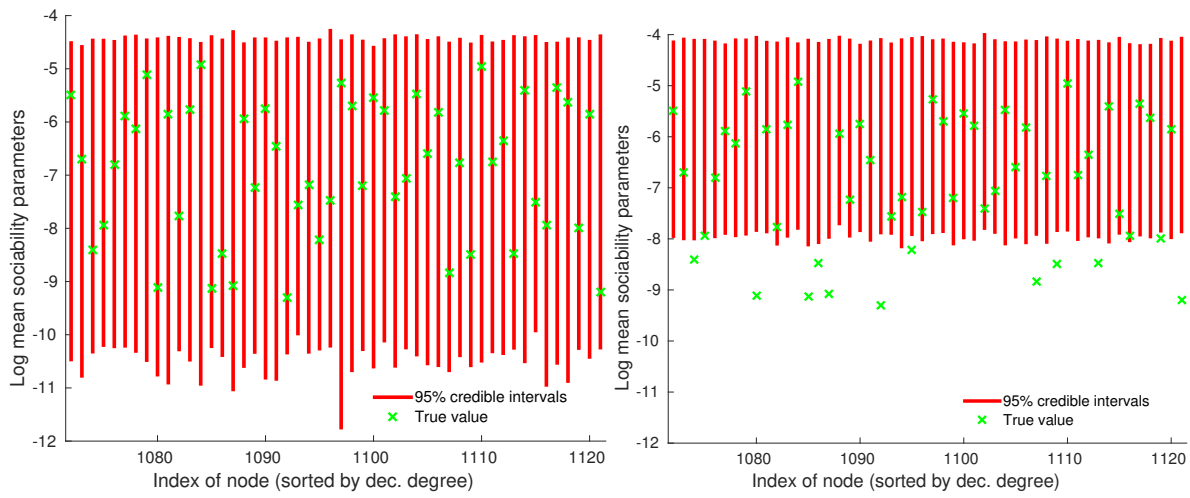 -4
-5
-6
-7
-8
-9
-10
-11
-12
Log mean sociability parameters
95% credible intervals
True value
1080 1090 1100 1110 1120
Index of node (sorted by dec. degree)
-4
-5
-6
-7
-8
-9
-10
-11
-12
Log mean sociability parameters
95% credible intervals
True value
1080 1090 1100 1110 1120
Index of node (sorted by dec. degree)